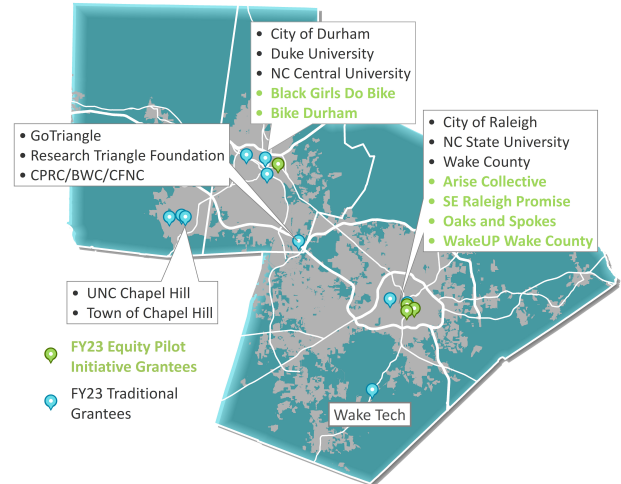 • City of Durham
• Duke University
• NC Central University
• Black Girls Do Bike
• Bike Durham
• City of Raleigh
• NC State University
• Wake County
• Arise Collective
• SE Raleigh Promise
• Oaks and Spokes
• WakeUP Wake County
• GoTriangle
• Research Triangle Foundation
• CPRC/BWC/CFNC
• UNC Chapel Hill
• Town of Chapel Hill
FY23 Equity Pilot
Initiative Grantees
FY23 Traditional
Grantees
Wake Tech